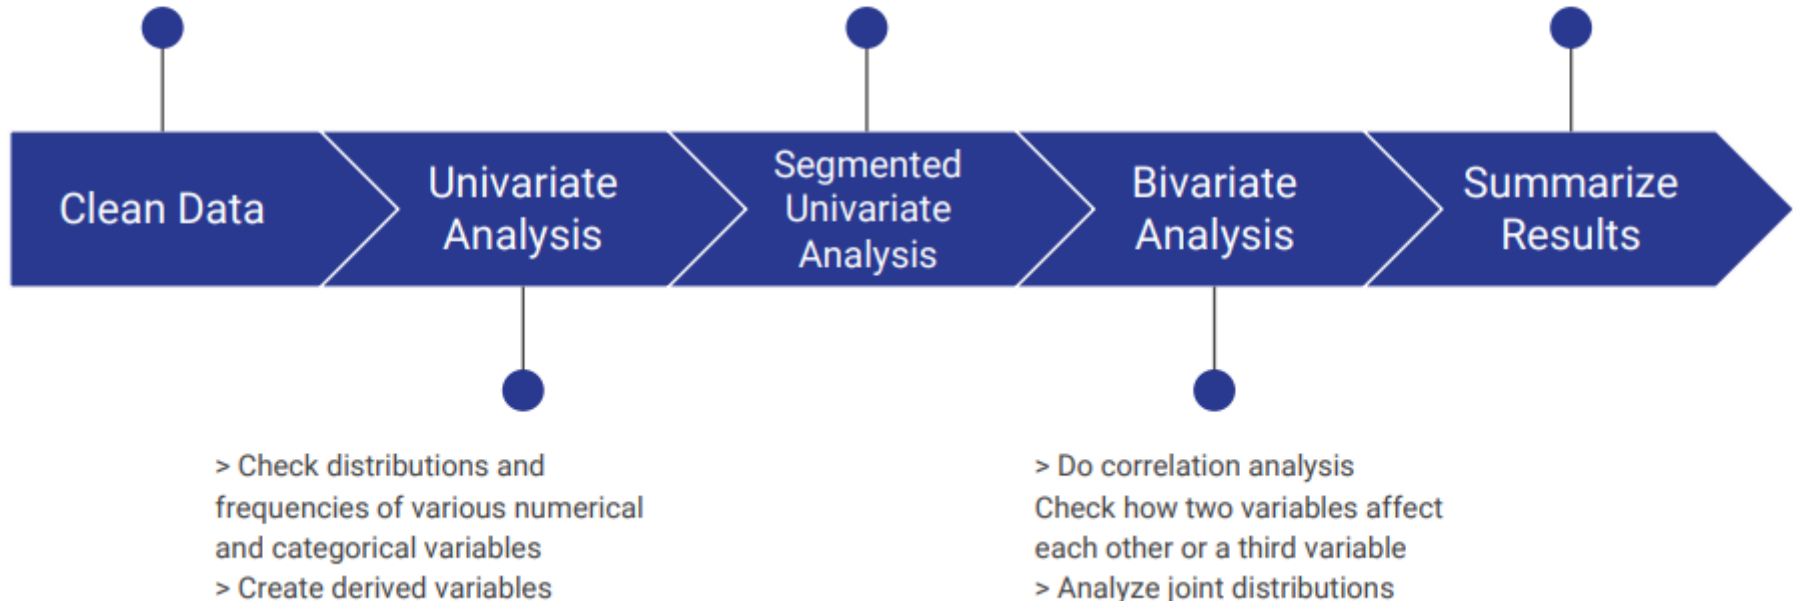 Clean Data
Univariate
Analysis
Segmented
Univariate
Analysis
Bivariate
Analysis
Summarize
Results
> Check distributions and
frequencies of various numerical
and categorical variables
> Create derived variables
> Do correlation analysis
Check how two variables affect
each other or a third variable
> Analyze joint distributions